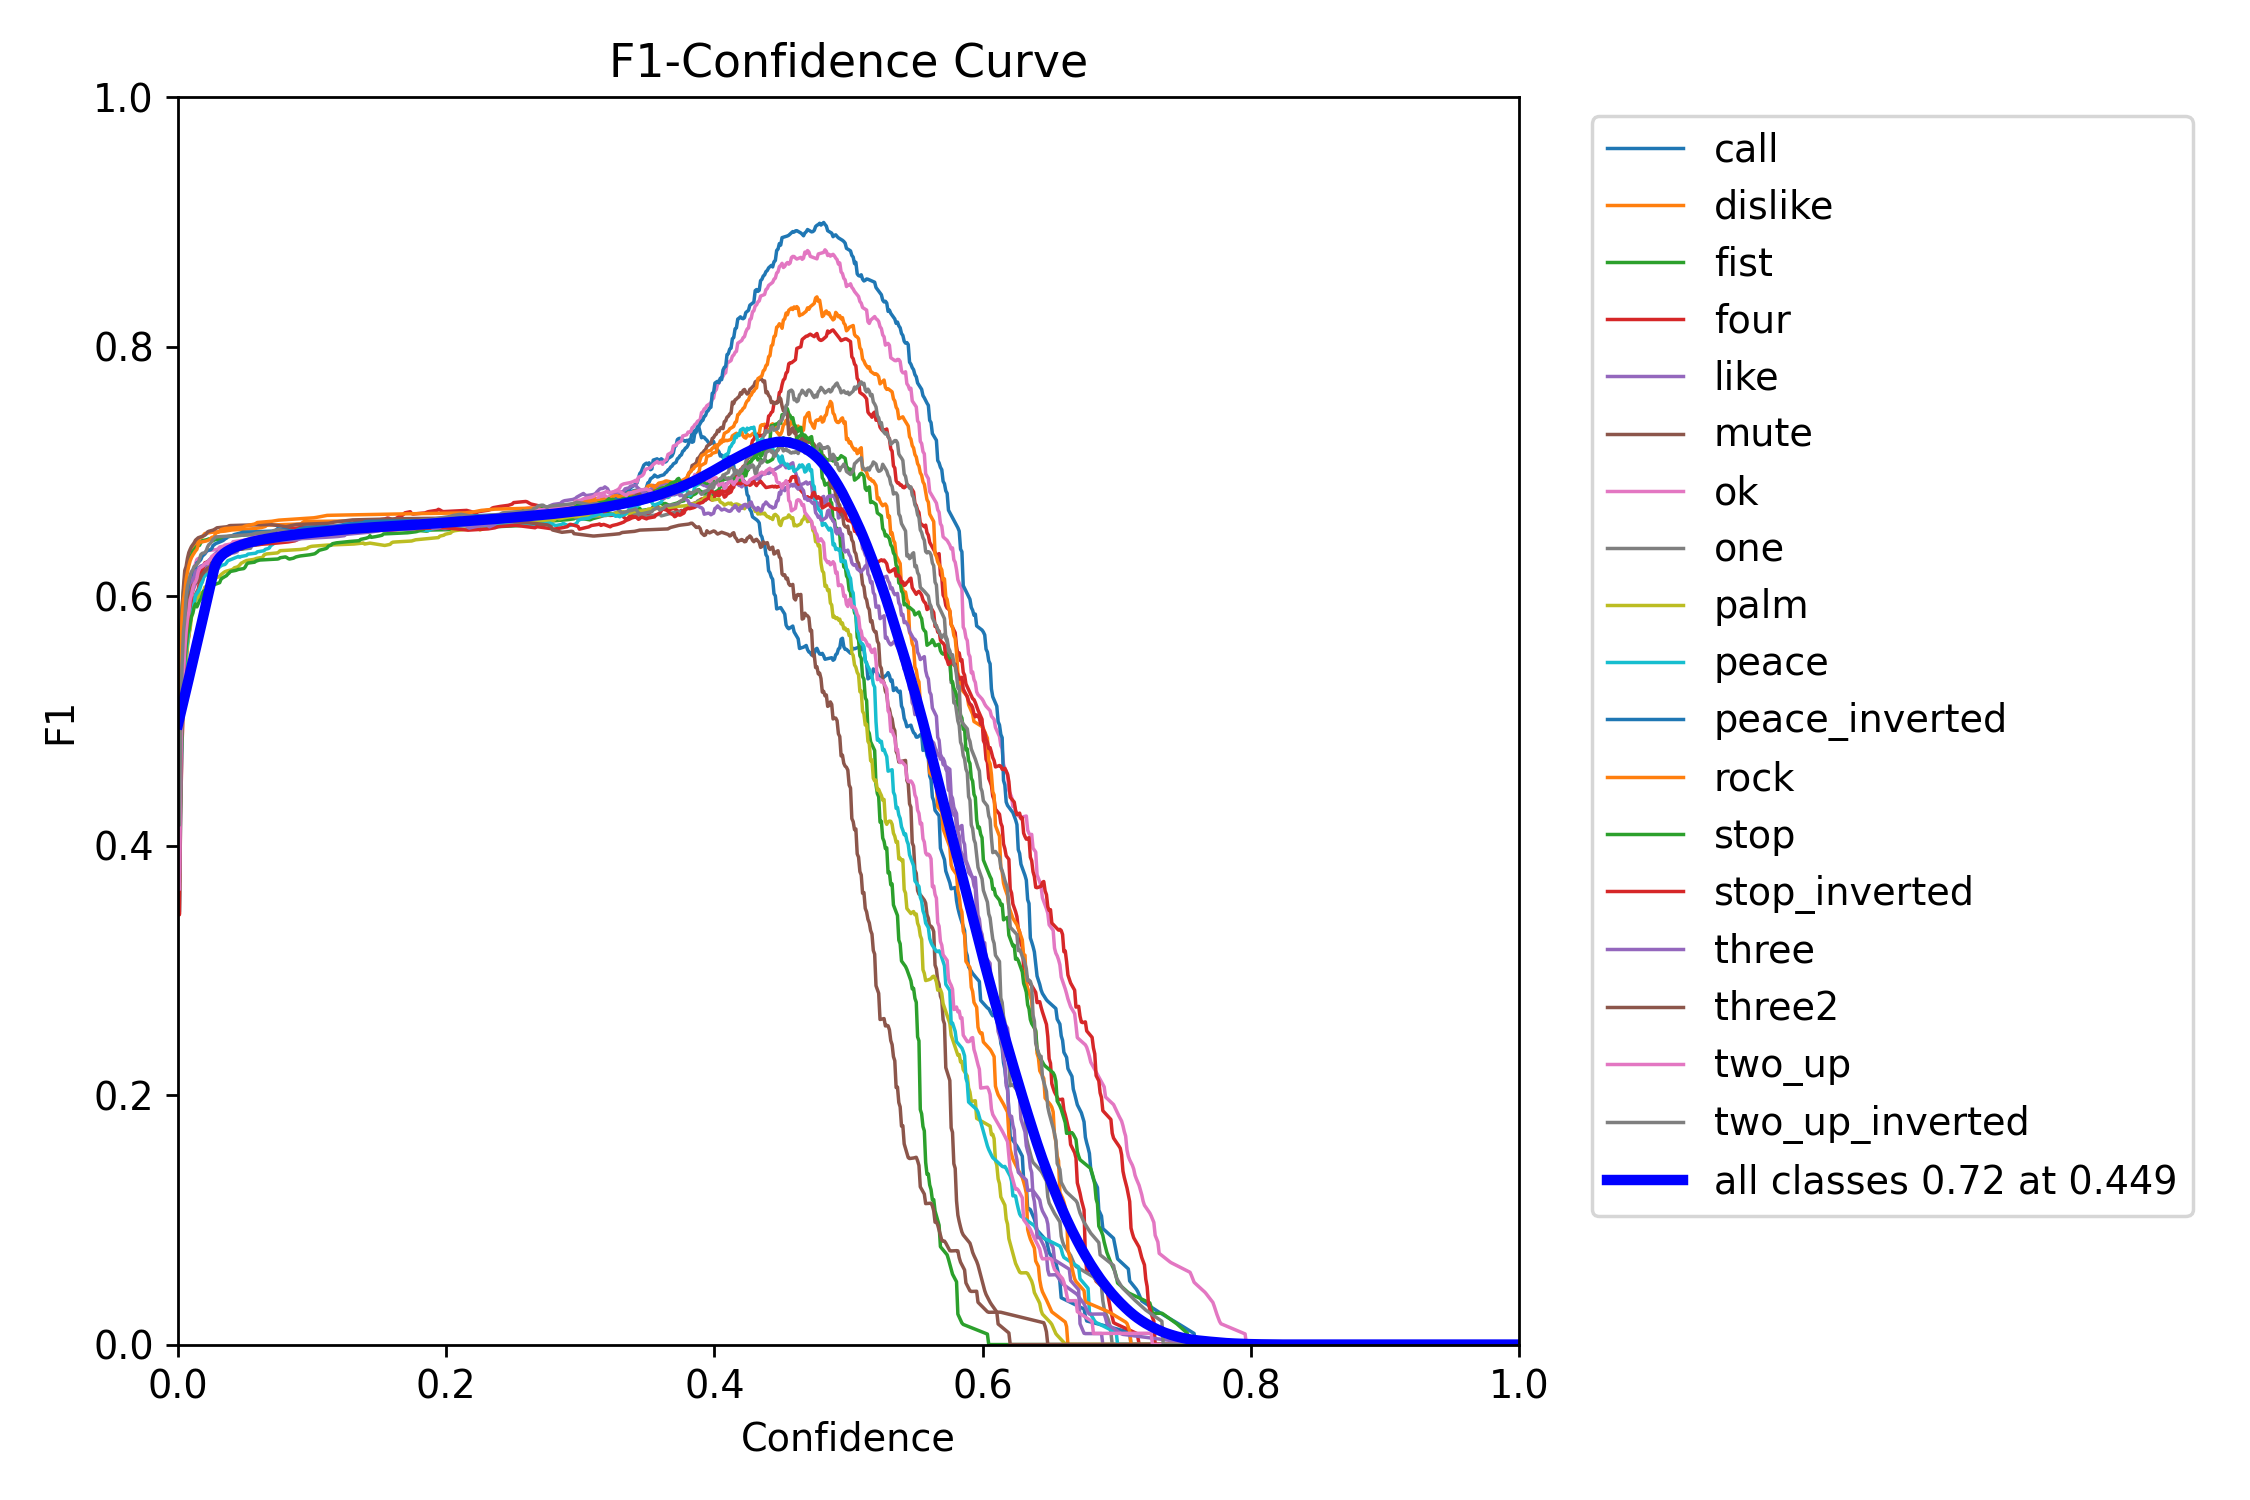 F1-Confidence Curve
1.0
0.8
0.6
0.4
0.2
0.0
F1
0.0 0.2 0.4 0.6 0.8 1.0
Confidence
call
dislike
fist
four
like
mute
ok
one
palm
peace
peace_inverted
rock
stop
stop_inverted
three
three2
two_up
two_up_inverted
all classes 0.72 at 0.449